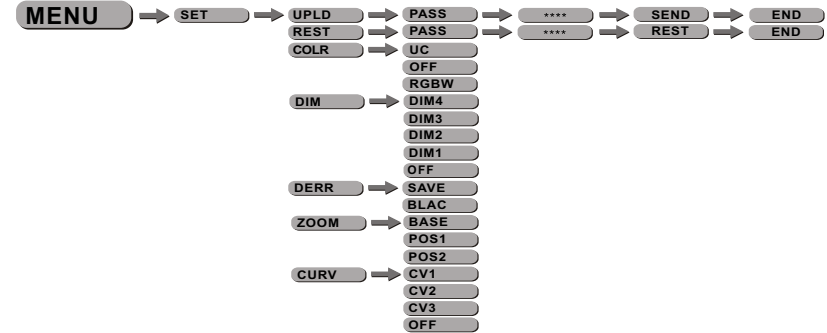 MENU SET UPLD PASS **** SEND END
REST PASS **** REST END
COLR UC
OFF
RGBW
DIM DIM4
DIM3
DIM2
DIM1
OFF
DERR SAVE
BLAC
ZOOM BASE
POS1
POS2
CURV CV1
CV2
CV3
OFF